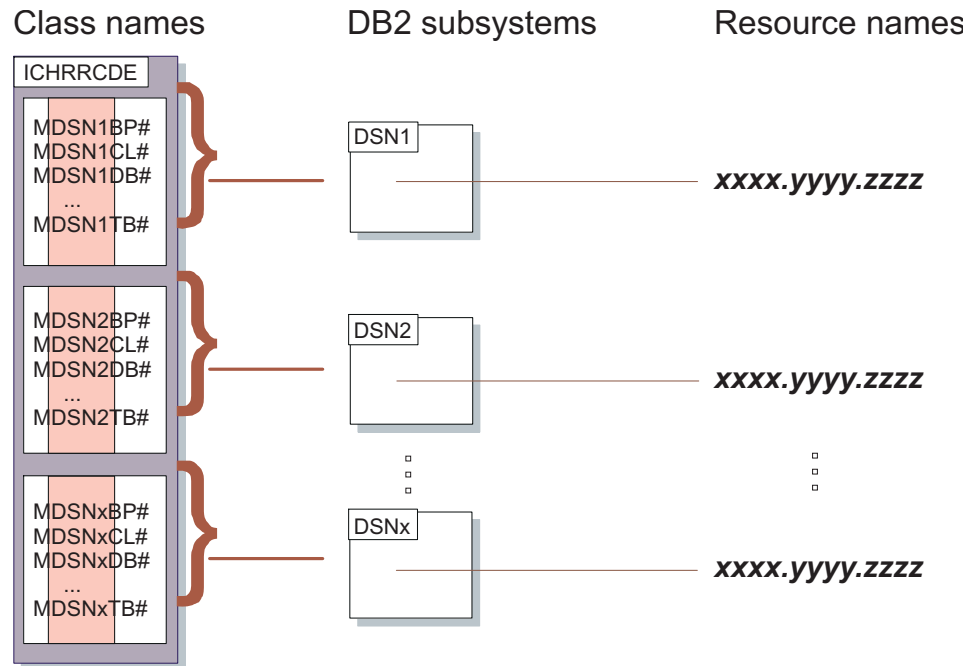 Class names
DB2 subsystems
Resource names
ICHRRCDE
MDSN1BP#
MDSN1CL#
MDSN1DB#
...
MDSN1TB#
DSN1
xxxx.yyyy.zzzz
MDSN2BP#
MDSN2CL#
MDSN2DB#
...
MDSN2TB#
DSN2
xxxx.yyyy.zzzz
MDSNxBP#
MDSNxCL#
MDSNxDB#
...
MDSNxTB#
DSNx
xxxx.yyyy.zzzz